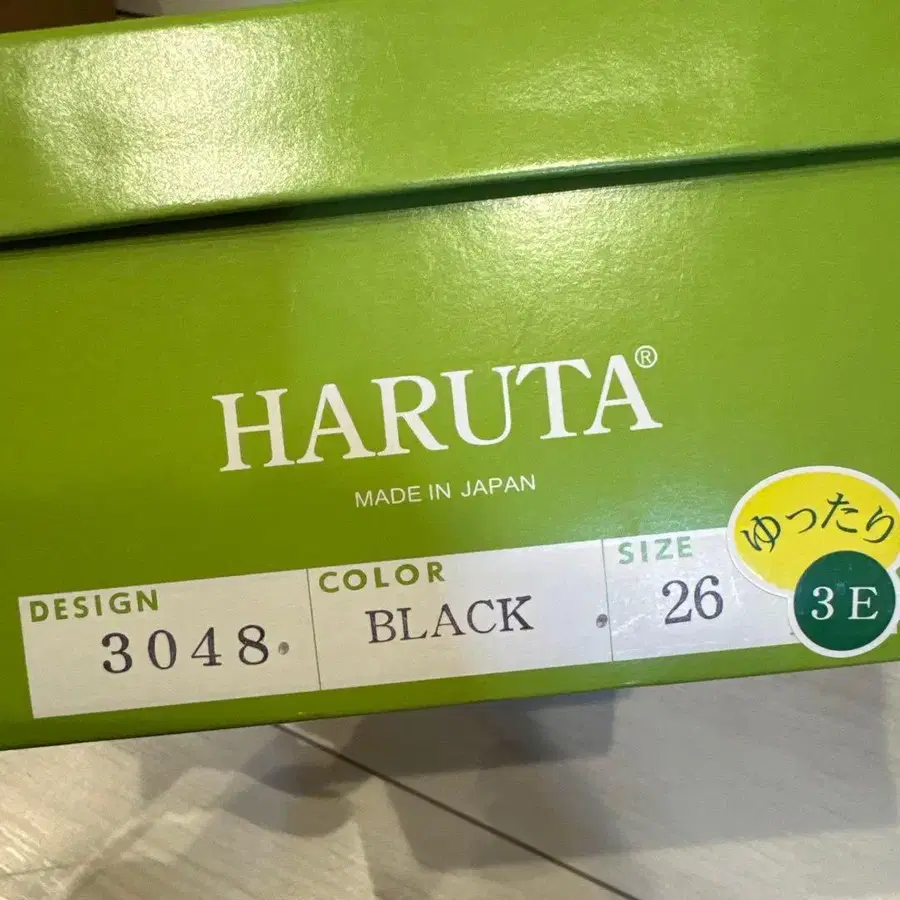 HARUTA®
MADE IN JAPAN
DESIGN
3048
COLOR
BLACK
SIZE
26
ゆったり
3E